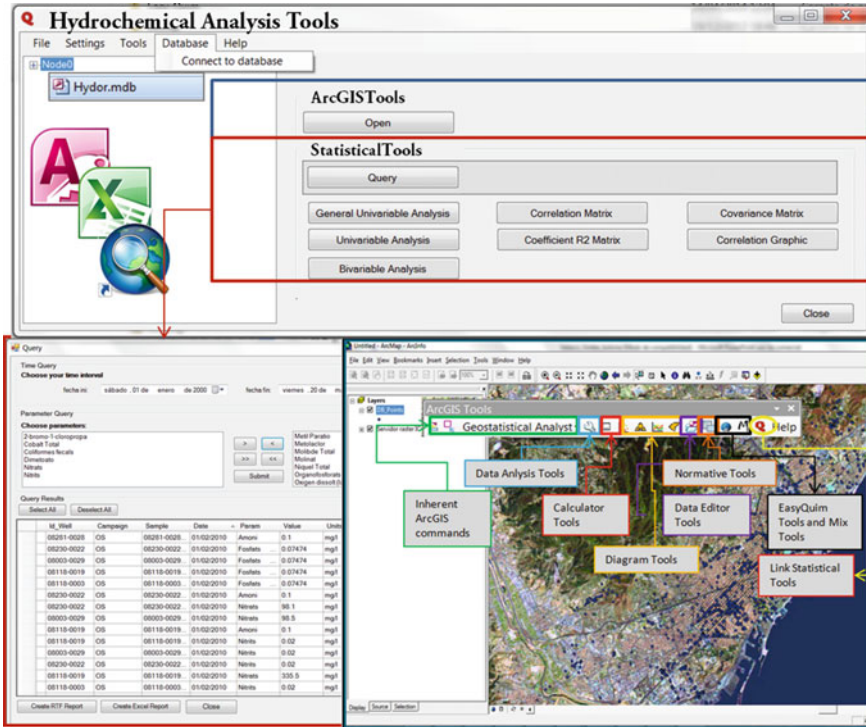 Hydrochemical Analysis Tools
File Settings Tools Database Help
Connect to database
Node0
Hydor.mdb
ArcGISTools
Open
StatisticalTools
Query
General Univariable Analysis Correlation Matrix Covariance Matrix
Univariable Analysis Coefficient R2 Matrix Correlation Graphic
Bivariable Analysis
Close
Query
Time Query
Choose your time interval
fecha ini: sábado , 01 de enero de 2000 fecha fin: viernes , 20 de
Parameter Query
Choose parameters:
2-bromo-1-cloropropa
Cobalt Total
Coliformes fecals
Dimetoato
Nitrats
Nitrits
> <
>> <<
Submit
Metil Paratio
Metolaclor
Molibde Total
Molinat
Niquel Total
Organofosforats
Oxigen dissolt
Query Results
Select All Deselect All
Id_Well Campaign Sample Date Param Value Units
08281-0028 OS 08281-0028... 01/02/2010 Amoni 0.1 mg/l
08230-0022 OS 08230-0022... 01/02/2010 Fosfats ... 0.07474 mg/l
08003-0029 OS 08003-0029... 01/02/2010 Fosfats ... 0.07474 mg/l
08118-0019 OS 08118-0019... 01/02/2010 Fosfats ... 0.07474 mg/l
08118-0003 OS 08118-0003... 01/02/2010 Fosfats ... 0.07474 mg/l
08230-0022 OS 08230-0022... 01/02/2010 Amoni 0.1 mg/l
08230-0022 OS 08230-0022... 01/02/2010 Nitrats 98.1 mg/l
08003-0029 OS 08003-0029... 01/02/2010 Nitrats 98.5 mg/l
08118-0019 OS 08118-0019... 01/02/2010 Amoni 0.1 mg/l
08118-0019 OS 08118-0019... 01/02/2010 Nitrits 0.02 mg/l
08003-0029 OS 08003-0029... 01/02/2010 Nitrits 0.02 mg/l
08230-0022 OS 08230-0022... 01/02/2010 Nitrits 0.02 mg/l
08118-0019 OS 08118-0019... 01/02/2010 Nitrats 335.5 mg/l
08118-0003 OS 08118-0003... 01/02/2010 Nitrits 0.02 mg/l
Create RTF Report Create Excel Report Close
Untitled - ArcMap - ArcInfo
File Edit View Bookmarks Insert Selection Tools Window Help
Layers
DB_Points
Servidor raster
ArcGIS Tools
Geostatistical Analyst Help
Data Anlysis Tools
Normative Tools
Inherent ArcGIS commands
Calculator Tools
Data Editor Tools
EasyQuim Tools and Mix Tools
Diagram Tools
Link Statistical Tools
Display Source Selection